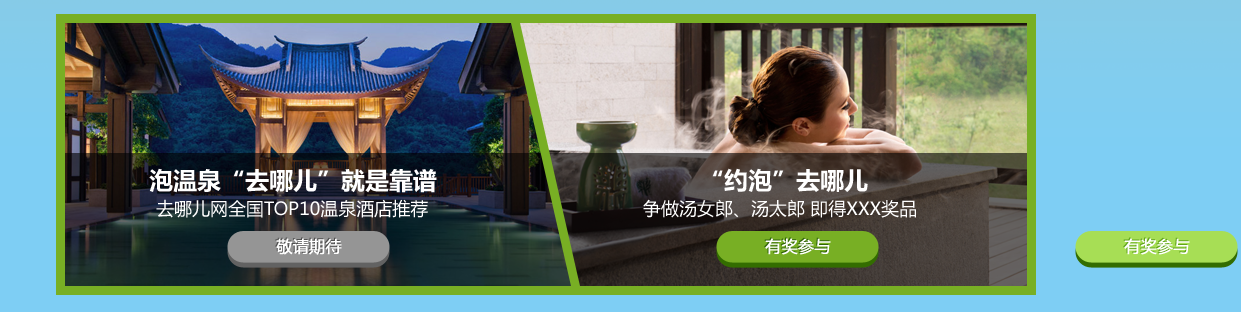 泡温泉“去哪儿”就是靠谱
去哪儿网全国TOP10温泉酒店推荐
敬请期待
“约泡”去哪儿
争做汤女郎、汤太郎 即得XXX奖品
有奖参与
有奖参与